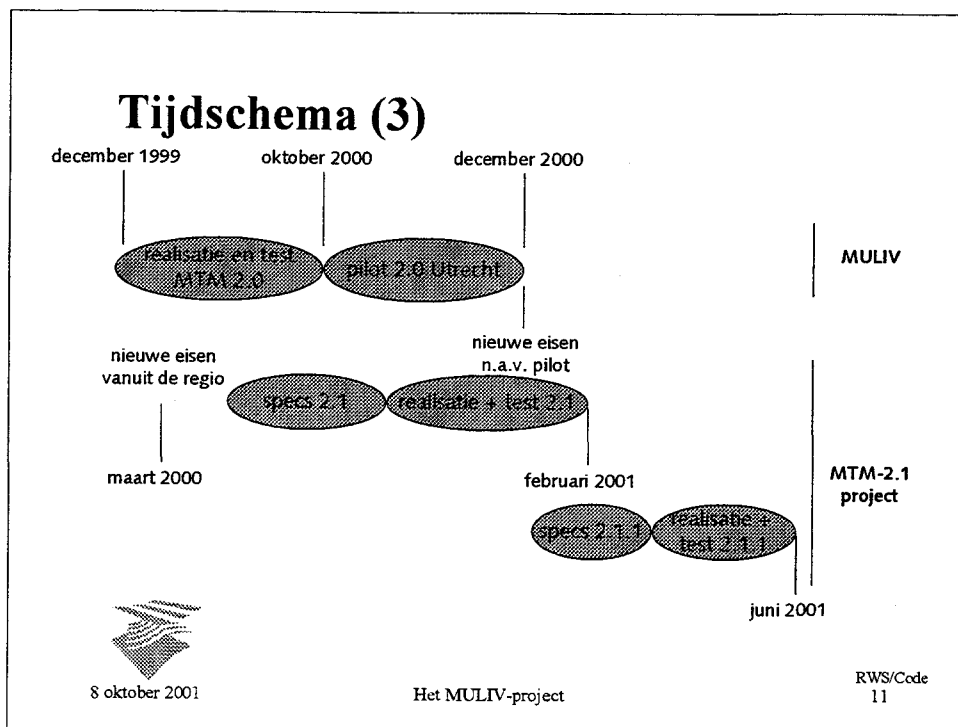 Tijdschema (3)
december 1999
oktober 2000
december 2000
realisatie en test
MTM 2.0
pilot 2.0 Utrecht
MULIV
nieuwe eisen
vanuit de regio
nieuwe eisen
n.a.v. pilot
specs 2.1
realisatie + test 2.1
maart 2000
februari 2001
MTM-2.1
project
specs 2.1.1
realisatie +
test 2.1.1
juni 2001
8 oktober 2001
Het MULIV-project
RWS/Code
11